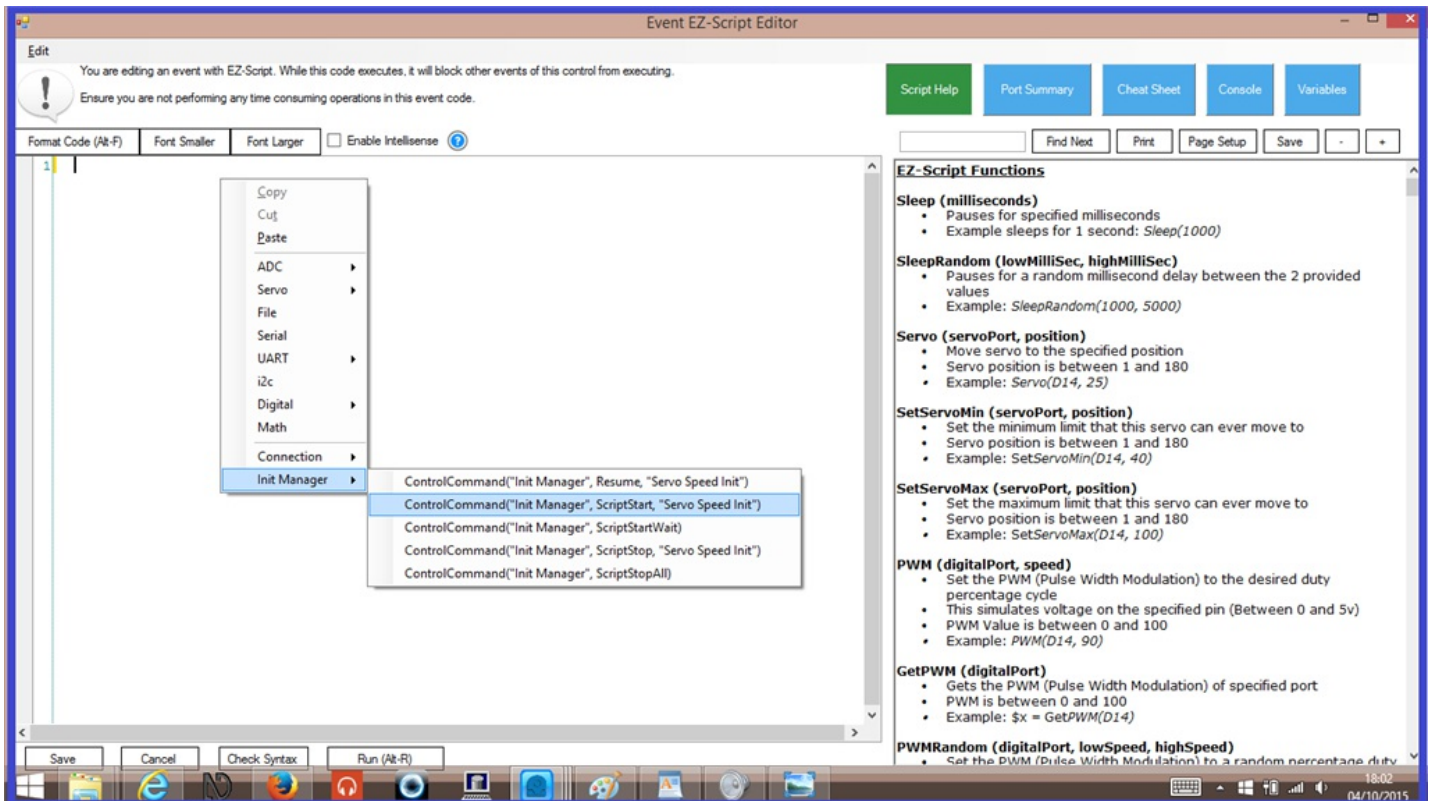 Event EZ-Script Editor
Edit
You are editing an event with EZ-Script. While this code executes, it will block other events of this control from executing.
Ensure you are not performing any time consuming operations in this event code.
Script Help
Port Summary
Cheat Sheet
Console
Variables
Format Code (Alt-F)
Font Smaller
Font Larger
Enable Intellisense
?
Find Next
Print
Page Setup
Save
-
+
1
Copy
Cut
Paste
ADC
Servo
File
Serial
UART
i2c
Digital
Math
Connection
Init Manager
ControlCommand("Init Manager", Resume, "Servo Speed Init")
ControlCommand("Init Manager", ScriptStart, "Servo Speed Init")
ControlCommand("Init Manager", ScriptStartWait)
ControlCommand("Init Manager", ScriptStop, "Servo Speed Init")
ControlCommand("Init Manager", ScriptStopAll)
EZ-Script Functions
Sleep (milliseconds)
• Pauses for specified milliseconds
• Example sleeps for 1 second: Sleep(1000)
SleepRandom (lowMilliSec, highMilliSec)
• Pauses for a random millisecond delay between the 2 provided
values
• Example: SleepRandom(1000, 5000)
Servo (servoPort, position)
• Move servo to the specified position
• Servo position is between 1 and 180
• Example: Servo(D14, 25)
SetServoMin (servoPort, position)
• Set the minimum limit that this servo can ever move to
• Servo position is between 1 and 180
• Example: SetServoMin(D14, 40)
SetServoMax (servoPort, position)
• Set the maximum limit that this servo can ever move to
• Servo position is between 1 and 180
• Example: SetServoMax(D14, 100)
PWM (digitalPort, speed)
• Set the PWM (Pulse Width Modulation) to the desired duty
percentage cycle
• This simulates voltage on the specified pin (Between 0 and 5v)
• PWM Value is between 0 and 100
• Example: PWM(D14, 90)
GetPWM (digitalPort)
• Gets the PWM (Pulse Width Modulation) of specified port
• PWM is between 0 and 100
• Example: $x = GetPWM(D14)
PWMRandom (digitalPort, lowSpeed, highSpeed)
• Set the PWM (Pulse Width Modulation) to a random percentage duty
Save
Cancel
Check Syntax
Run (Alt-R)
18:02
04/10/2015